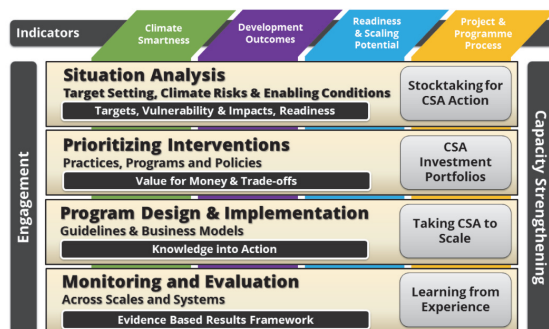 Indicators
Climate
Smartness
Development
Outcomes
Readiness
& Scaling
Potential
Project &
Programme
Process
Engagement
Situation Analysis
Target Setting, Climate Risks & Enabling Conditions
Targets, Vulnerability & Impacts, Readiness
Stocktaking for
CSA Action
Prioritizing Interventions
Practices, Programs and Policies
Value for Money & Trade-offs
CSA
Investment
Portfolios
Program Design & Implementation
Guidelines & Business Models
Knowledge into Action
Taking CSA to
Scale
Monitoring and Evaluation
Across Scales and Systems
Evidence Based Results Framework
Learning from
Experience
Capacity Strengthening